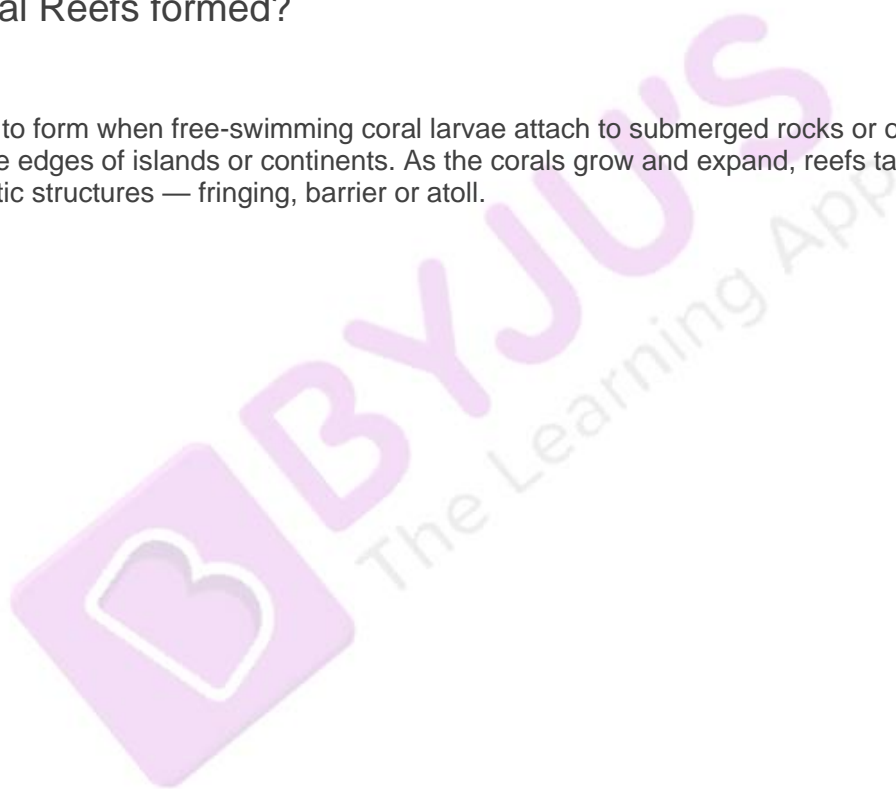 al Reefs formed?
to form when free-swimming coral larvae attach to submerged rocks or o
e edges of islands or continents. As the corals grow and expand, reefs ta
tic structures — fringing, barrier or atoll.
BYJU'S
The Learning App
B